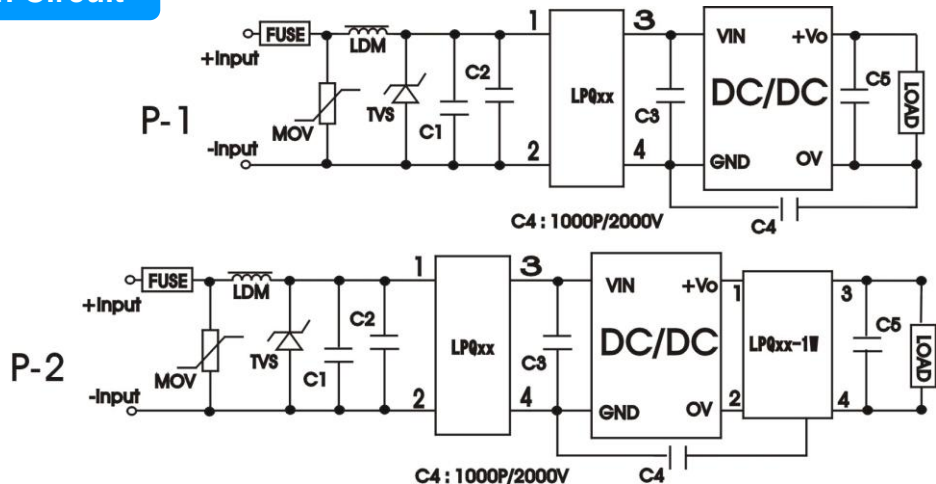 Circuit
P-1
+Input
FUSE
LDM
MOV
TVS
C1
C2
-Input
1
2
LPQxx
3
4
C3
VIN
+Vo
DC/DC
GND
OV
C5
LOAD
C4 : 1000P/2000V
C4
P-2
+Input
FUSE
LDM
MOV
TVS
C1
C2
-Input
1
2
LPQxx
3
4
C3
VIN
+Vo
DC/DC
GND
OV
1
2
LPQxx-1W
3
4
C5
LOAD
C4 : 1000P/2000V
C4